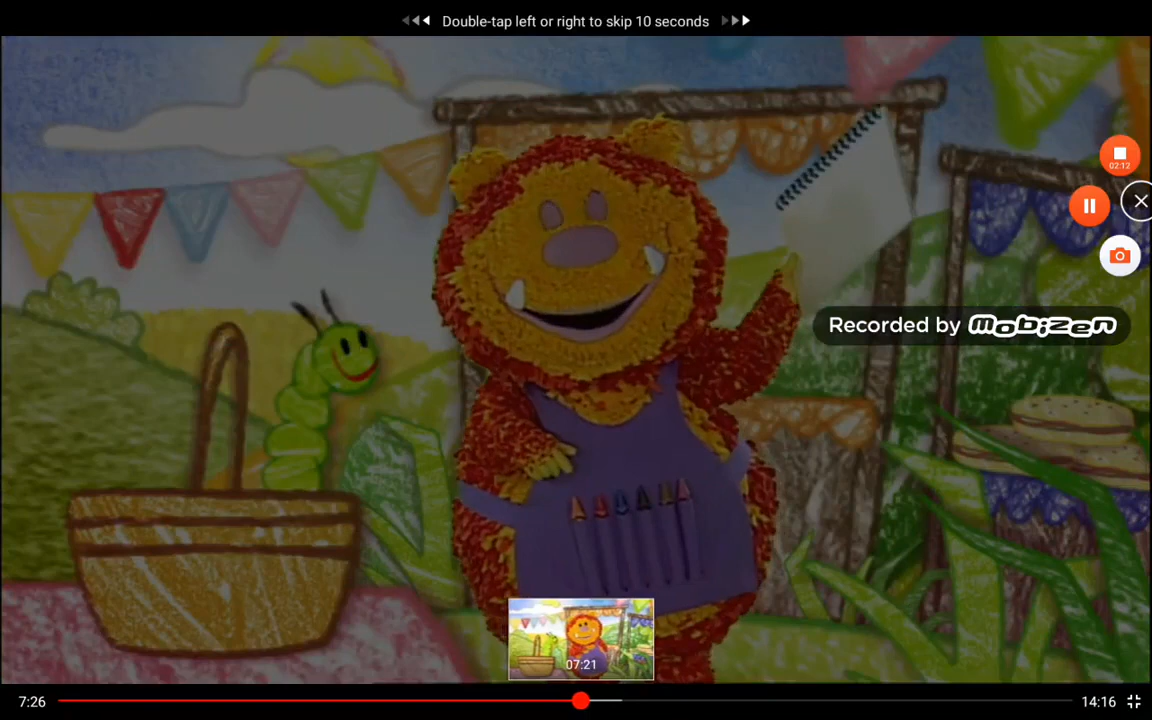 Double-tap left or right to skip 10 seconds
02:12
Recorded by mobizen
07:21
7:26
14:16